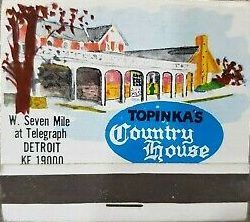 W. Seven Mile
at Telegraph
DETROIT
KE 19000
TOPINKA'S
Country
House